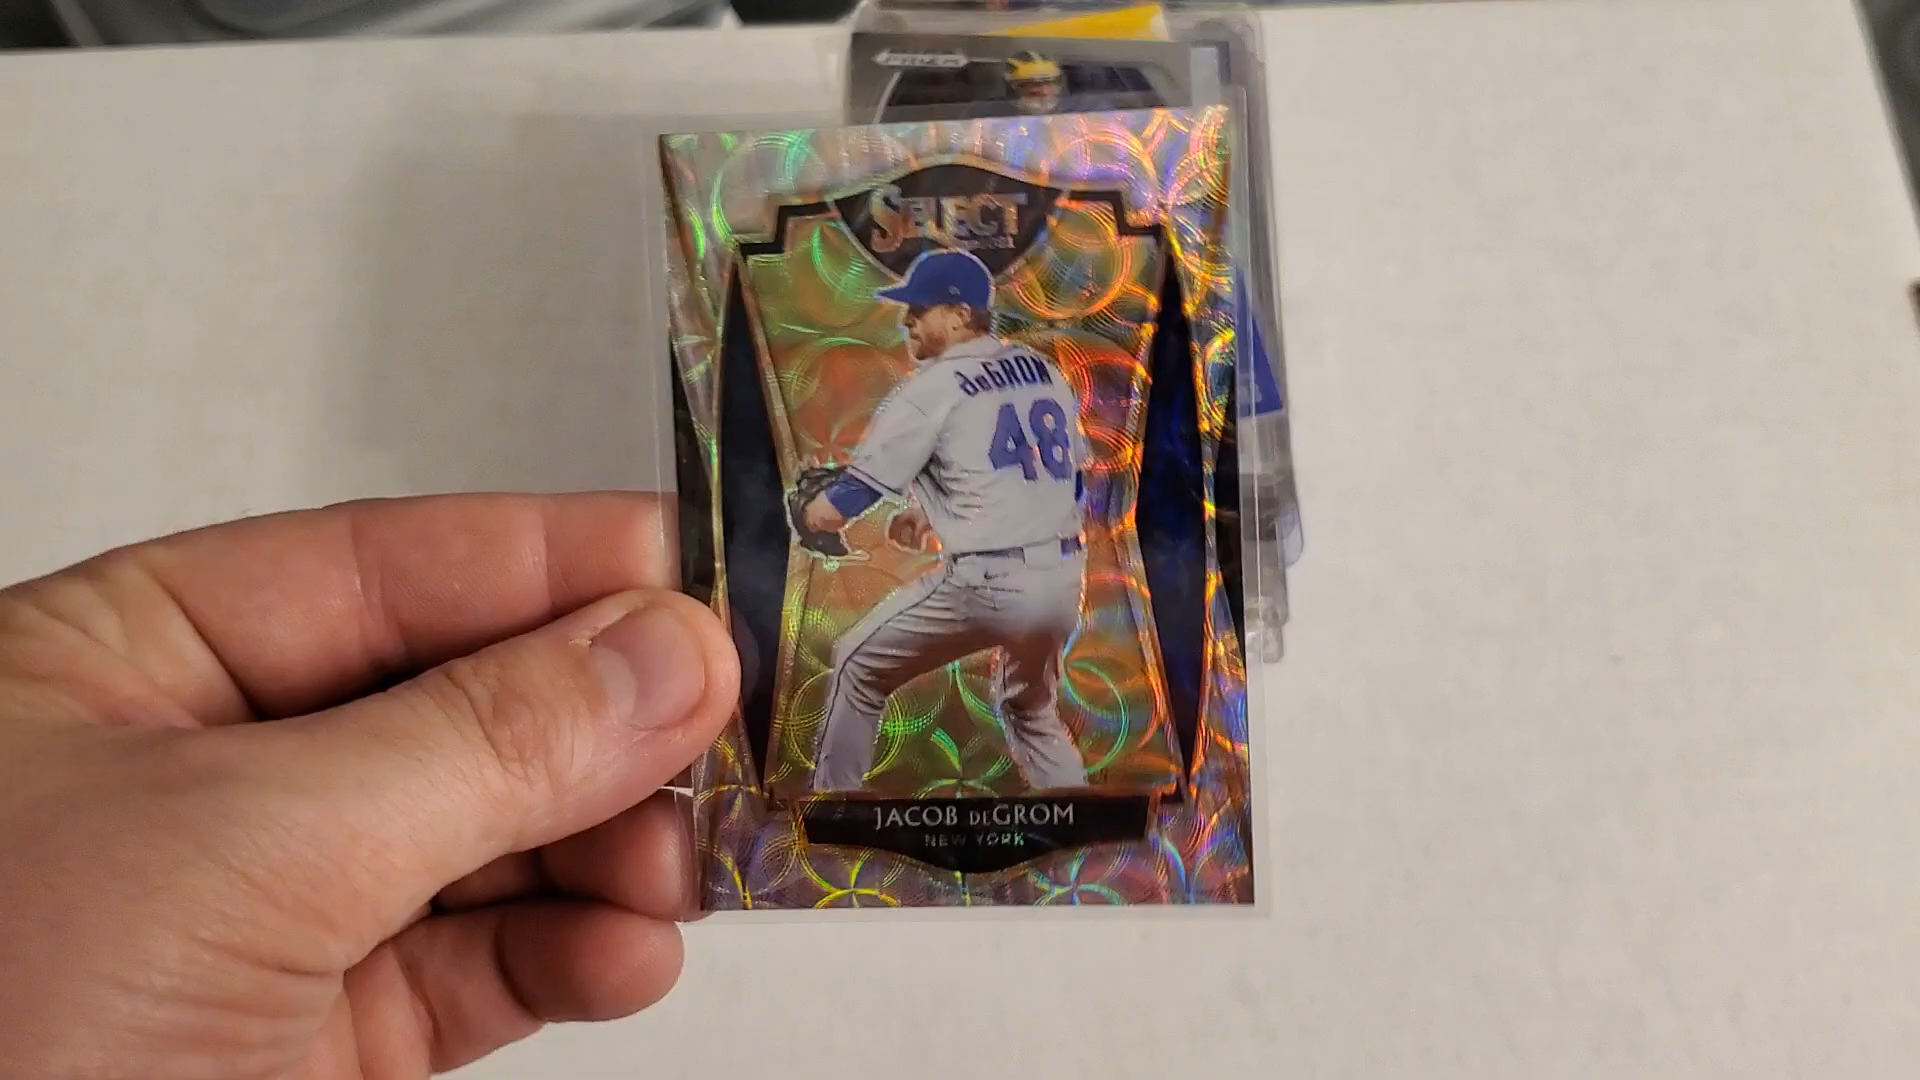 PRIZM
SELECT
deGROM
48
JACOB DEGROM
NEW YORK